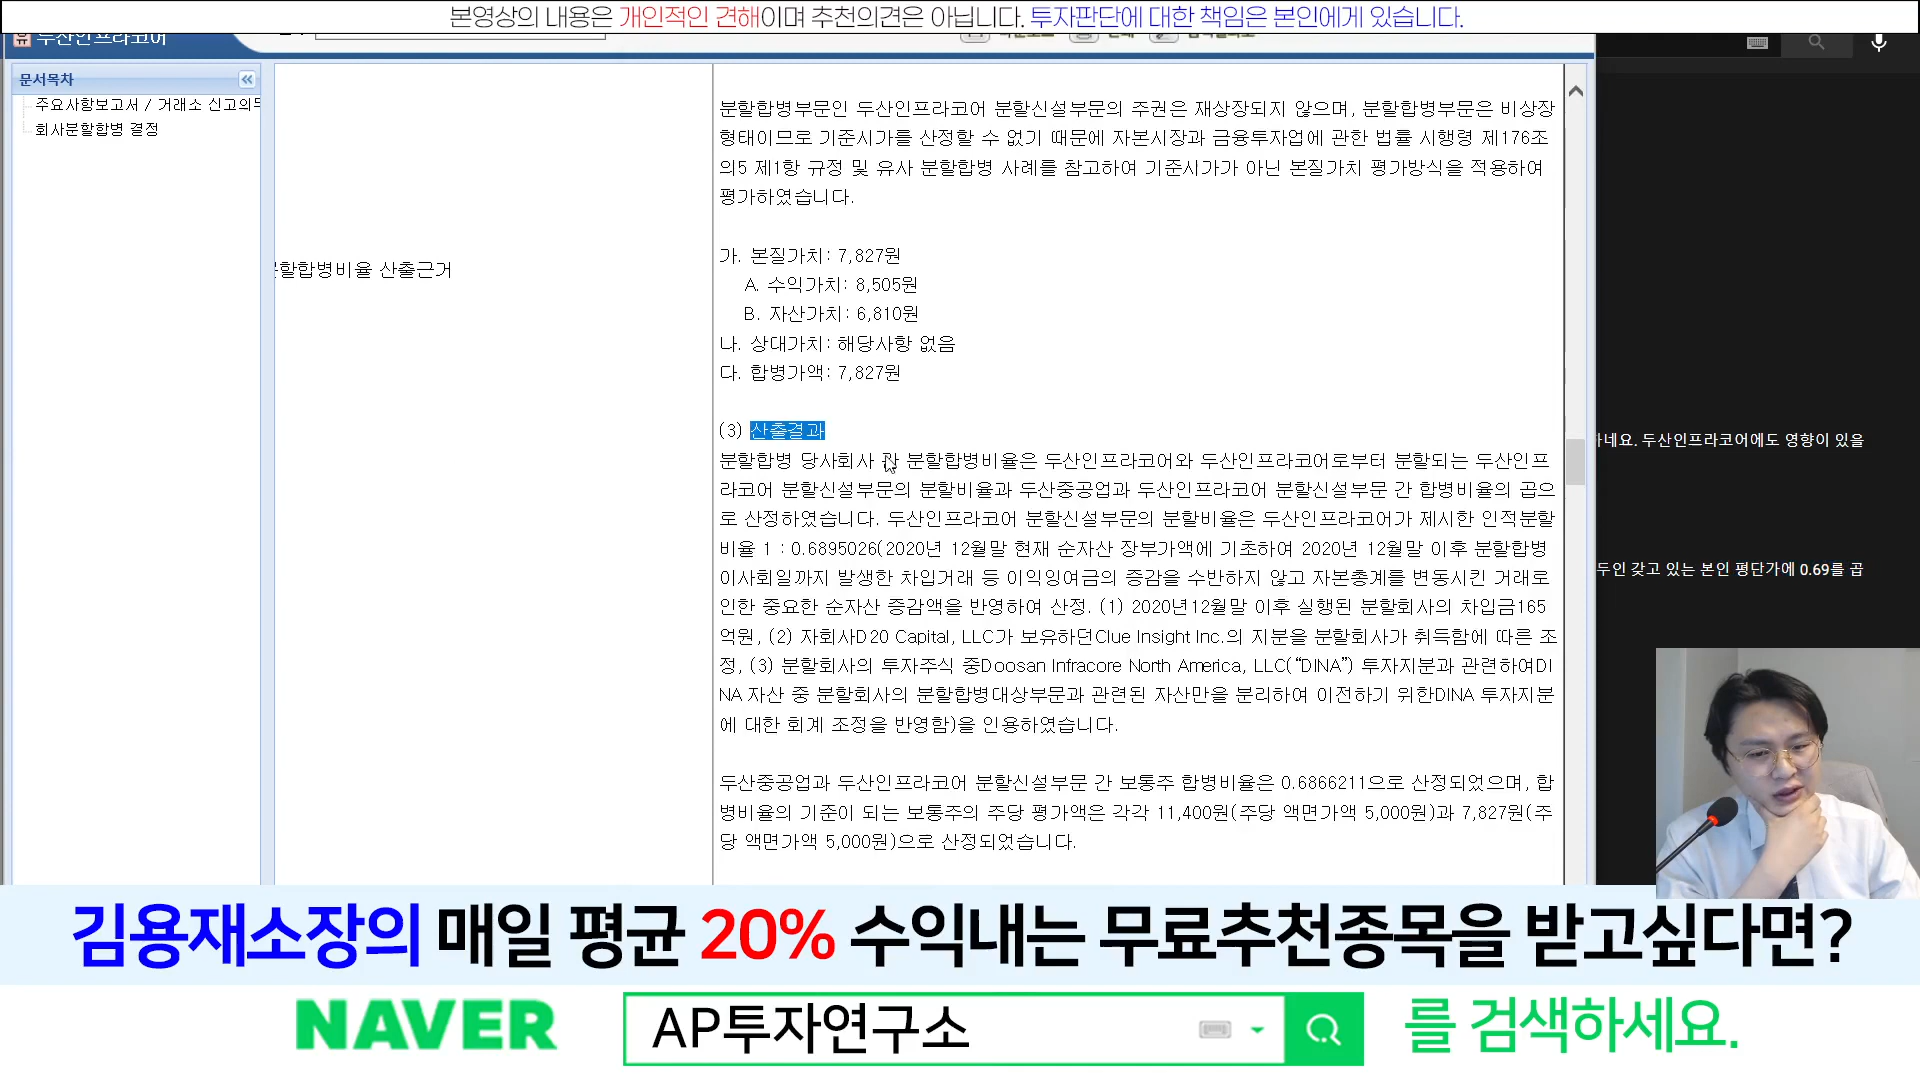 본영상의 내용은 개인적인 견해이며 추천의견은 아닙니다. 투자판단에 대한 책임은 본인에게 있습니다.
두산인프라코어
문서목차
주요사항보고서 / 거래소 신고의무
회사분할합병 결정
할합병비율 산출근거
분할합병부문인 두산인프라코어 분할신설부문의 주권은 재상장되지 않으며, 분할합병부문은 비상장
형태이므로 기준시가를 산정할 수 없기 때문에 자본시장과 금융투자업에 관한 법률 시행령 제176조
의5 제1항 규정 및 유사 분할합병 사례를 참고하여 기준시가가 아닌 본질가치 평가방식을 적용하여
평가하였습니다.
가. 본질가치: 7,827원
A. 수익가치: 8,505원
B. 자산가치: 6,810원
나. 상대가치: 해당사항 없음
다. 합병가액: 7,827원
(3) 산출결과
분할합병 당사회사 간 분할합병비율은 두산인프라코어와 두산인프라코어로부터 분할되는 두산인프
라코어 분할신설부문의 분할비율과 두산중공업과 두산인프라코어 분할신설부문 간 합병비율의 곱으
로 산정하였습니다. 두산인프라코어 분할신설부문의 분할비율은 두산인프라코어가 제시한 인적분할
비율 1 : 0.6895026(2020년 12월말 현재 순자산 장부가액에 기초하여 2020년 12월말 이후 분할합병
이사회일까지 발생한 차입거래 등 이익잉여금의 증감을 수반하지 않고 자본총계를 변동시킨 거래로
인한 중요한 순자산 증감액을 반영하여 산정. (1) 2020년12월말 이후 실행된 분할회사의 차입금165
억원, (2) 자회사D20 Capital, LLC가 보유하던Clue Insight Inc.의 지분을 분할회사가 취득함에 따른 조
정, (3) 분할회사의 투자주식 중Doosan Infracore North America, LLC(“DINA”) 투자지분과 관련하여DI
NA 자산 중 분할회사의 분할합병대상부문과 관련된 자산만을 분리하여 이전하기 위한DINA 투자지분
에 대한 회계 조정을 반영함)을 인용하였습니다.
두산중공업과 두산인프라코어 분할신설부문 간 보통주 합병비율은 0.6866211으로 산정되었으며, 합
병비율의 기준이 되는 보통주의 주당 평가액은 각각 11,400원(주당 액면가액 5,000원)과 7,827원(주
당 액면가액 5,000원)으로 산정되었습니다.
하네요. 두산인프라코어에도 영향이 있을
두인 갖고 있는 본인 평단가에 0.69를 곱
김용재소장의 매일 평균 20% 수익내는 무료추천종목을 받고싶다면?
NAVER AP투자연구소 를 검색하세요.